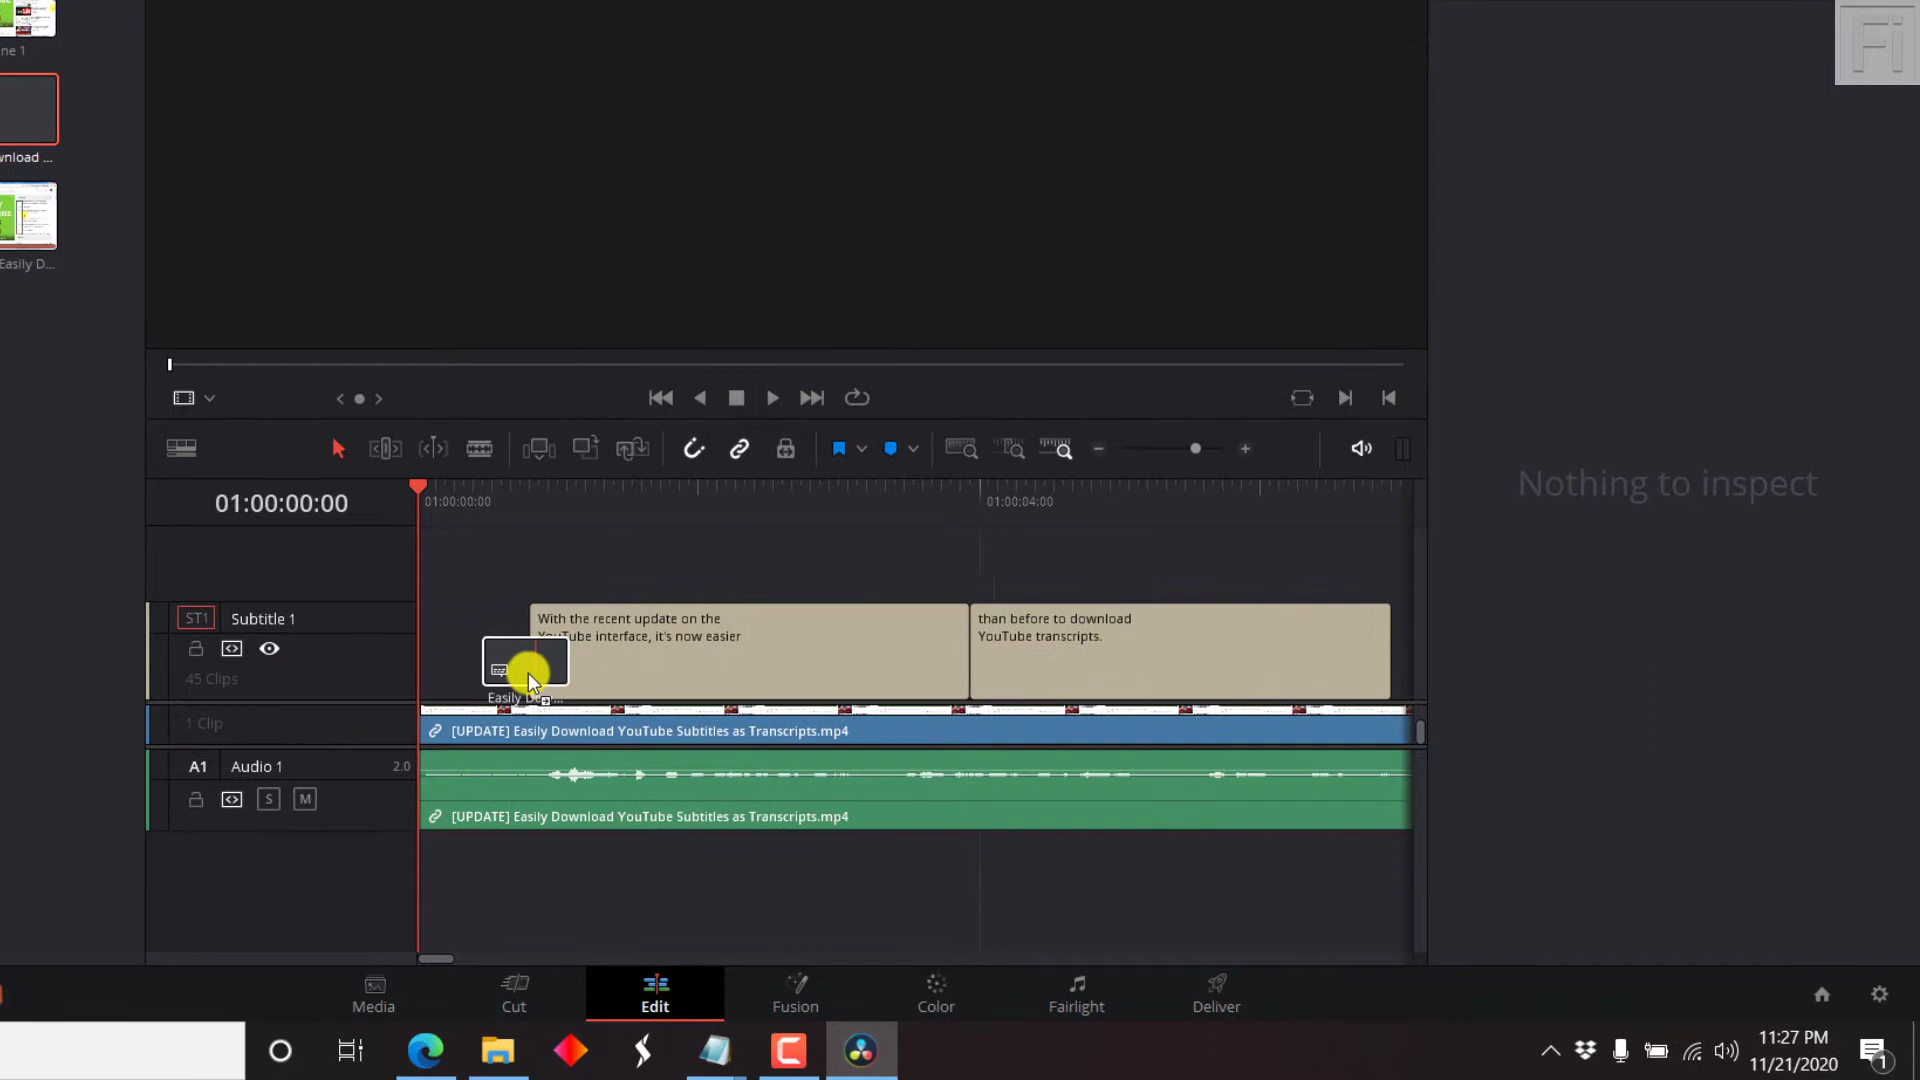 ne 1
wnload ...
Easily D...
Fi
01:00:00:00
01:00:00:00
01:00:04:00
Nothing to inspect
ST1
Subtitle 1
45 Clips
With the recent update on the
YouTube interface, it's now easier
than before to download
YouTube transcripts.
Easily Do...
1 Clip
[UPDATE] Easily Download YouTube Subtitles as Transcripts.mp4
A1
Audio 1
2.0
S
M
[UPDATE] Easily Download YouTube Subtitles as Transcripts.mp4
Media
Cut
Edit
Fusion
Color
Fairlight
Deliver
11:27 PM
11/21/2020
1